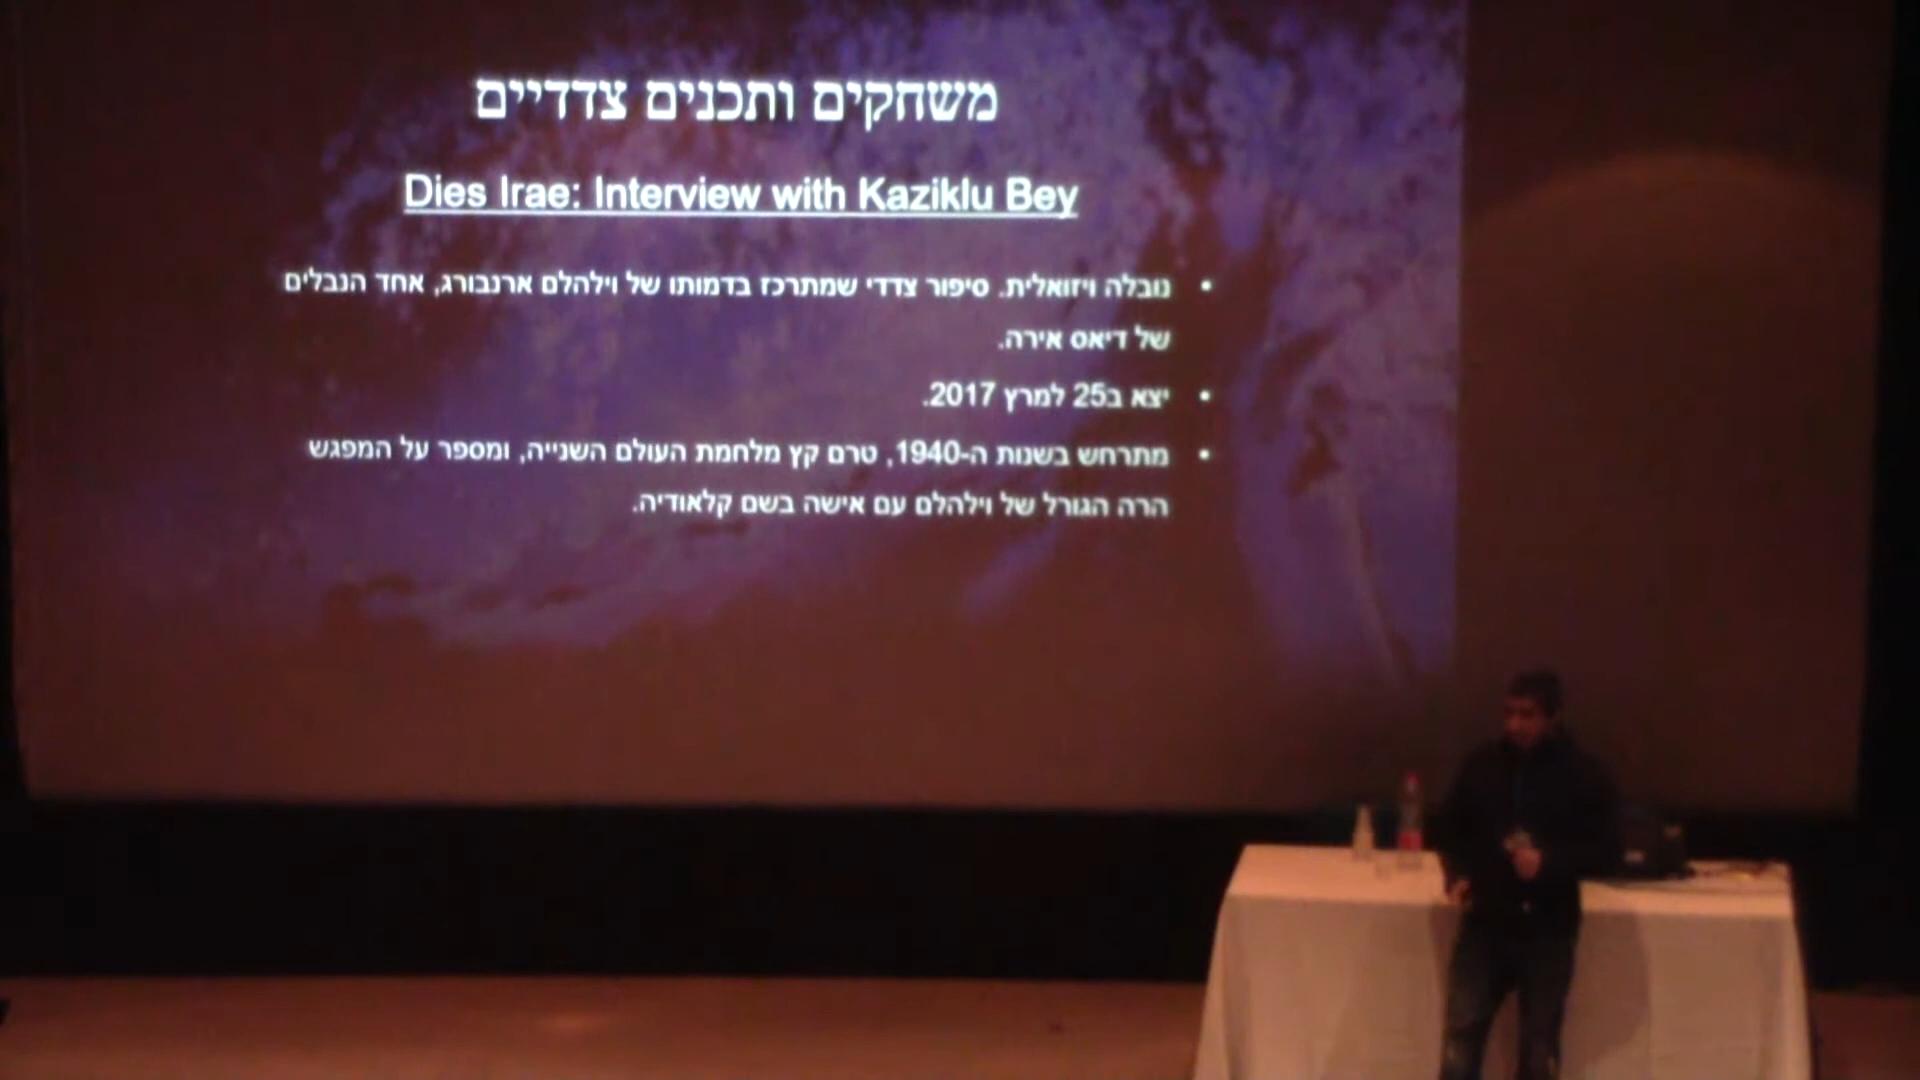 משחקים ותכנים צדדיים
Dies Irae: Interview with Kaziklu Bey
• נובלה ויזואלית. סיפור צדדי שמתרכז בדמותו של וילהלם ארנבורג, אחד הנבלים
של דיאס אירה.
• יצא ב25 למרץ 2017.
• מתרחש בשנות ה-1940, טרם קץ מלחמת העולם השנייה, ומספר על המפגש
הרה הגורל של וילהלם עם אישה בשם קלאודיה.